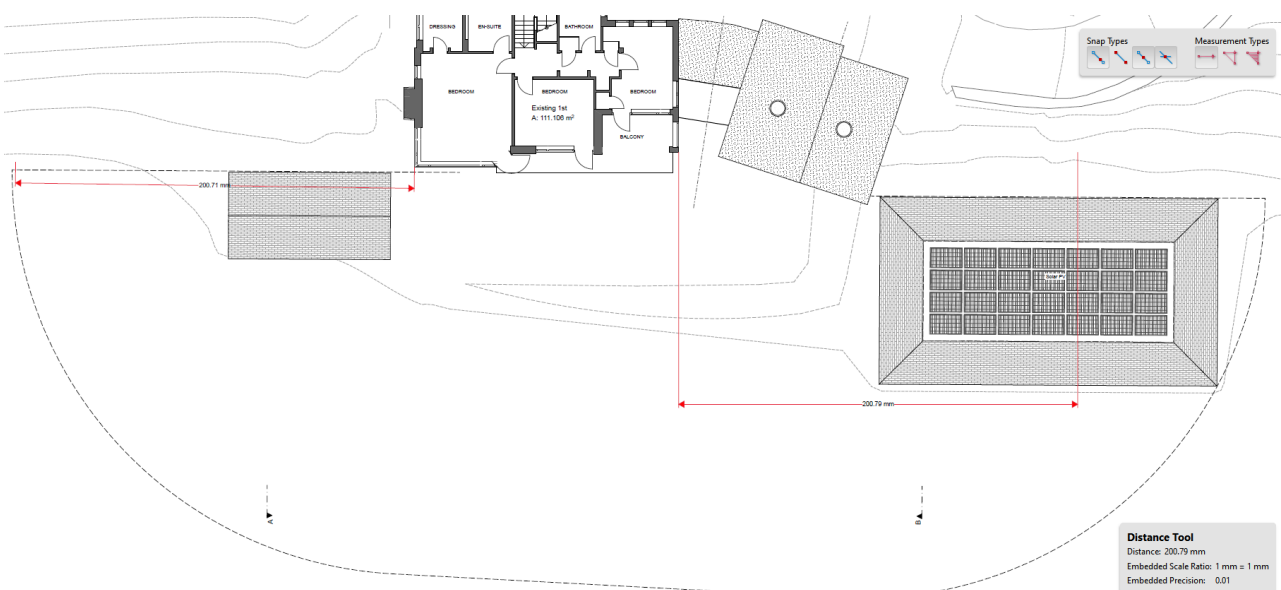 DRESSING
EN-SUITE
BATHROOM
Snap Types
Measurement Types
BEDROOM
BEDROOM
BEDROOM
Existing 1st
A: 111.106 m²
BALCONY
200.71 mm
Solar PV
200.79 mm
A
B
Distance Tool
Distance: 200.79 mm
Embedded Scale Ratio: 1 mm = 1 mm
Embedded Precision: 0.01